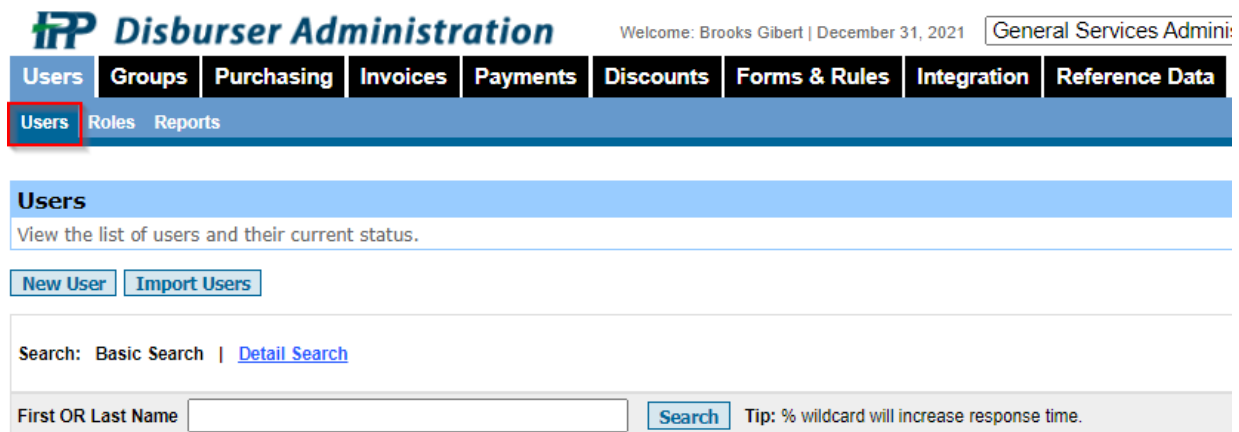 IPP Disburser Administration Welcome: Brooks Gibert | December 31, 2021 General Services Adminis
Users Groups Purchasing Invoices Payments Discounts Forms & Rules Integration Reference Data
Users Roles Reports
Users
View the list of users and their current status.
New User Import Users
Search: Basic Search | Detail Search
First OR Last Name Search Tip: % wildcard will increase response time.